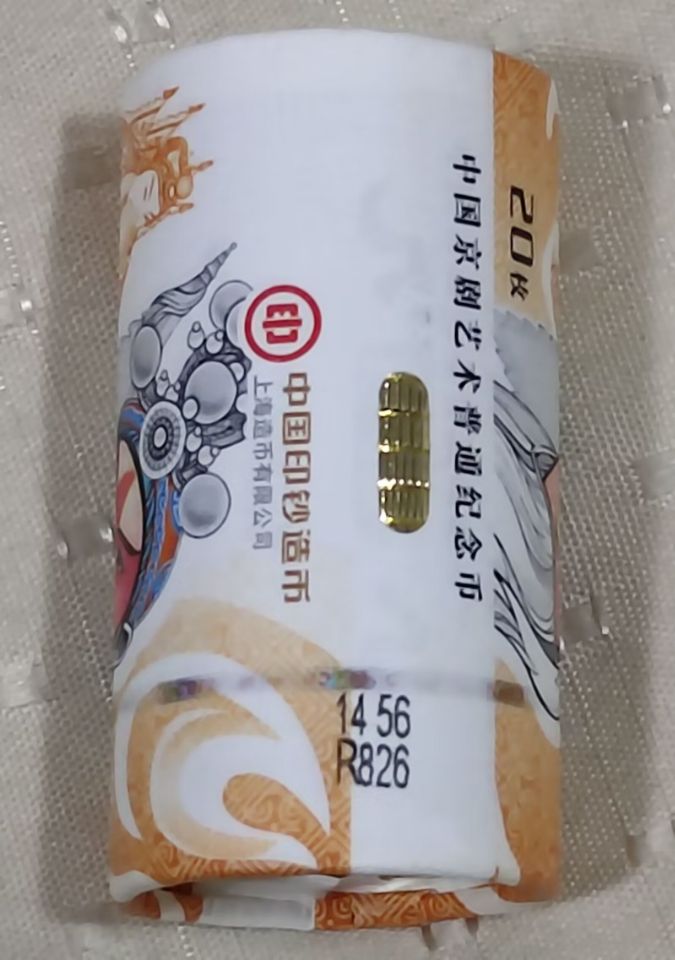 20枚
中国京剧艺术普通纪念币
印
中国印钞造币
上海造币有限公司
14 56
R826